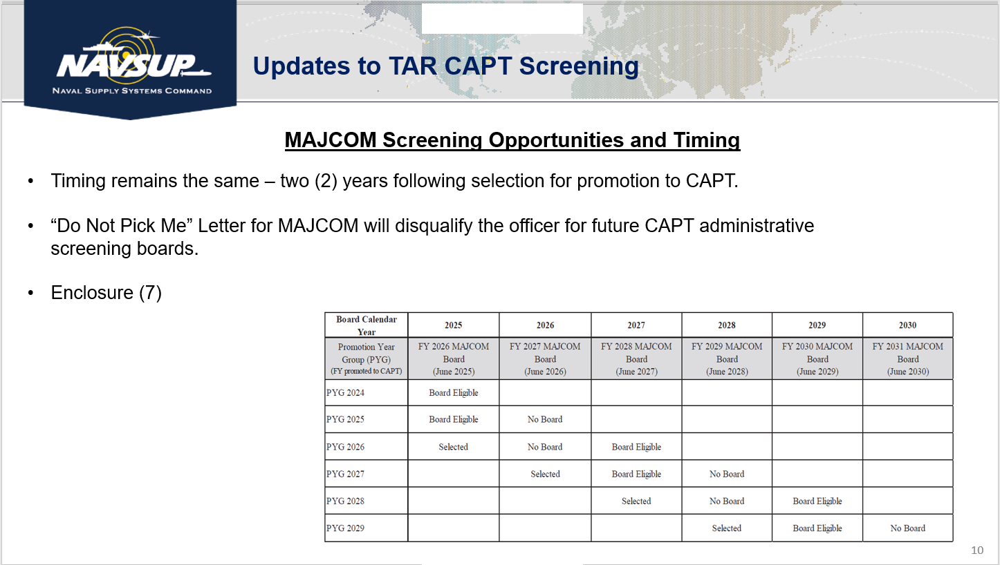 NAVSUP
NAVAL SUPPLY SYSTEMS COMMAND
Updates to TAR CAPT Screening
MAJCOM Screening Opportunities and Timing
• Timing remains the same – two (2) years following selection for promotion to CAPT.
• “Do Not Pick Me” Letter for MAJCOM will disqualify the officer for future CAPT administrative
screening boards.
• Enclosure (7)
Board Calendar
Year
2025 2026 2027 2028 2029 2030
Promotion Year
Group (PYG)
(FY promoted to CAPT)
FY 2026 MAJCOM
Board
(June 2025)
FY 2027 MAJCOM
Board
(June 2026)
FY 2028 MAJCOM
Board
(June 2027)
FY 2029 MAJCOM
Board
(June 2028)
FY 2030 MAJCOM
Board
(June 2029)
FY 2031 MAJCOM
Board
(June 2030)
PYG 2024 Board Eligible
PYG 2025 Board Eligible No Board
PYG 2026 Selected No Board Board Eligible
PYG 2027 Selected Board Eligible No Board
PYG 2028 Selected No Board Board Eligible
PYG 2029 Selected Board Eligible No Board
10